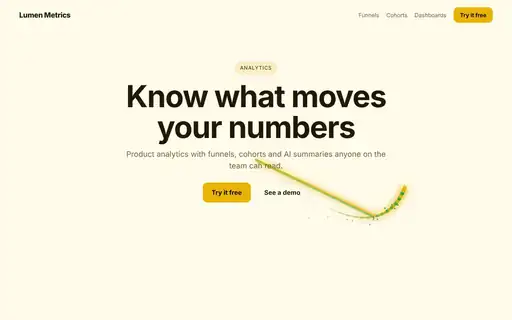 Lumen Metrics
Funnels Cohorts Dashboards Try it free
ANALYTICS
Know what moves
your numbers
Product analytics with funnels, cohorts and AI summaries anyone on the
team can read.
Try it free See a demo